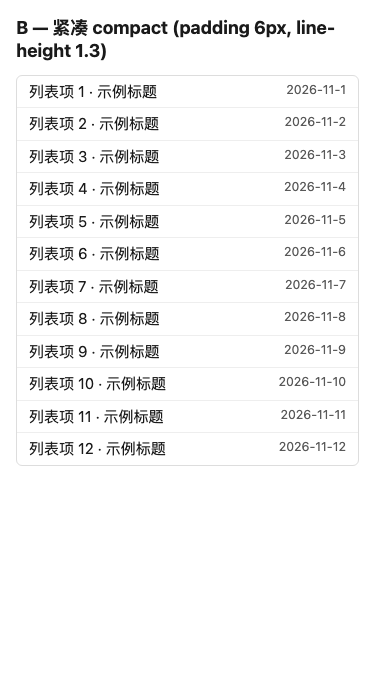 B — 紧凑 compact (padding 6px, line-
height 1.3)
列表项 1 · 示例标题 2026-11-1
列表项 2 · 示例标题 2026-11-2
列表项 3 · 示例标题 2026-11-3
列表项 4 · 示例标题 2026-11-4
列表项 5 · 示例标题 2026-11-5
列表项 6 · 示例标题 2026-11-6
列表项 7 · 示例标题 2026-11-7
列表项 8 · 示例标题 2026-11-8
列表项 9 · 示例标题 2026-11-9
列表项 10 · 示例标题 2026-11-10
列表项 11 · 示例标题 2026-11-11
列表项 12 · 示例标题 2026-11-12